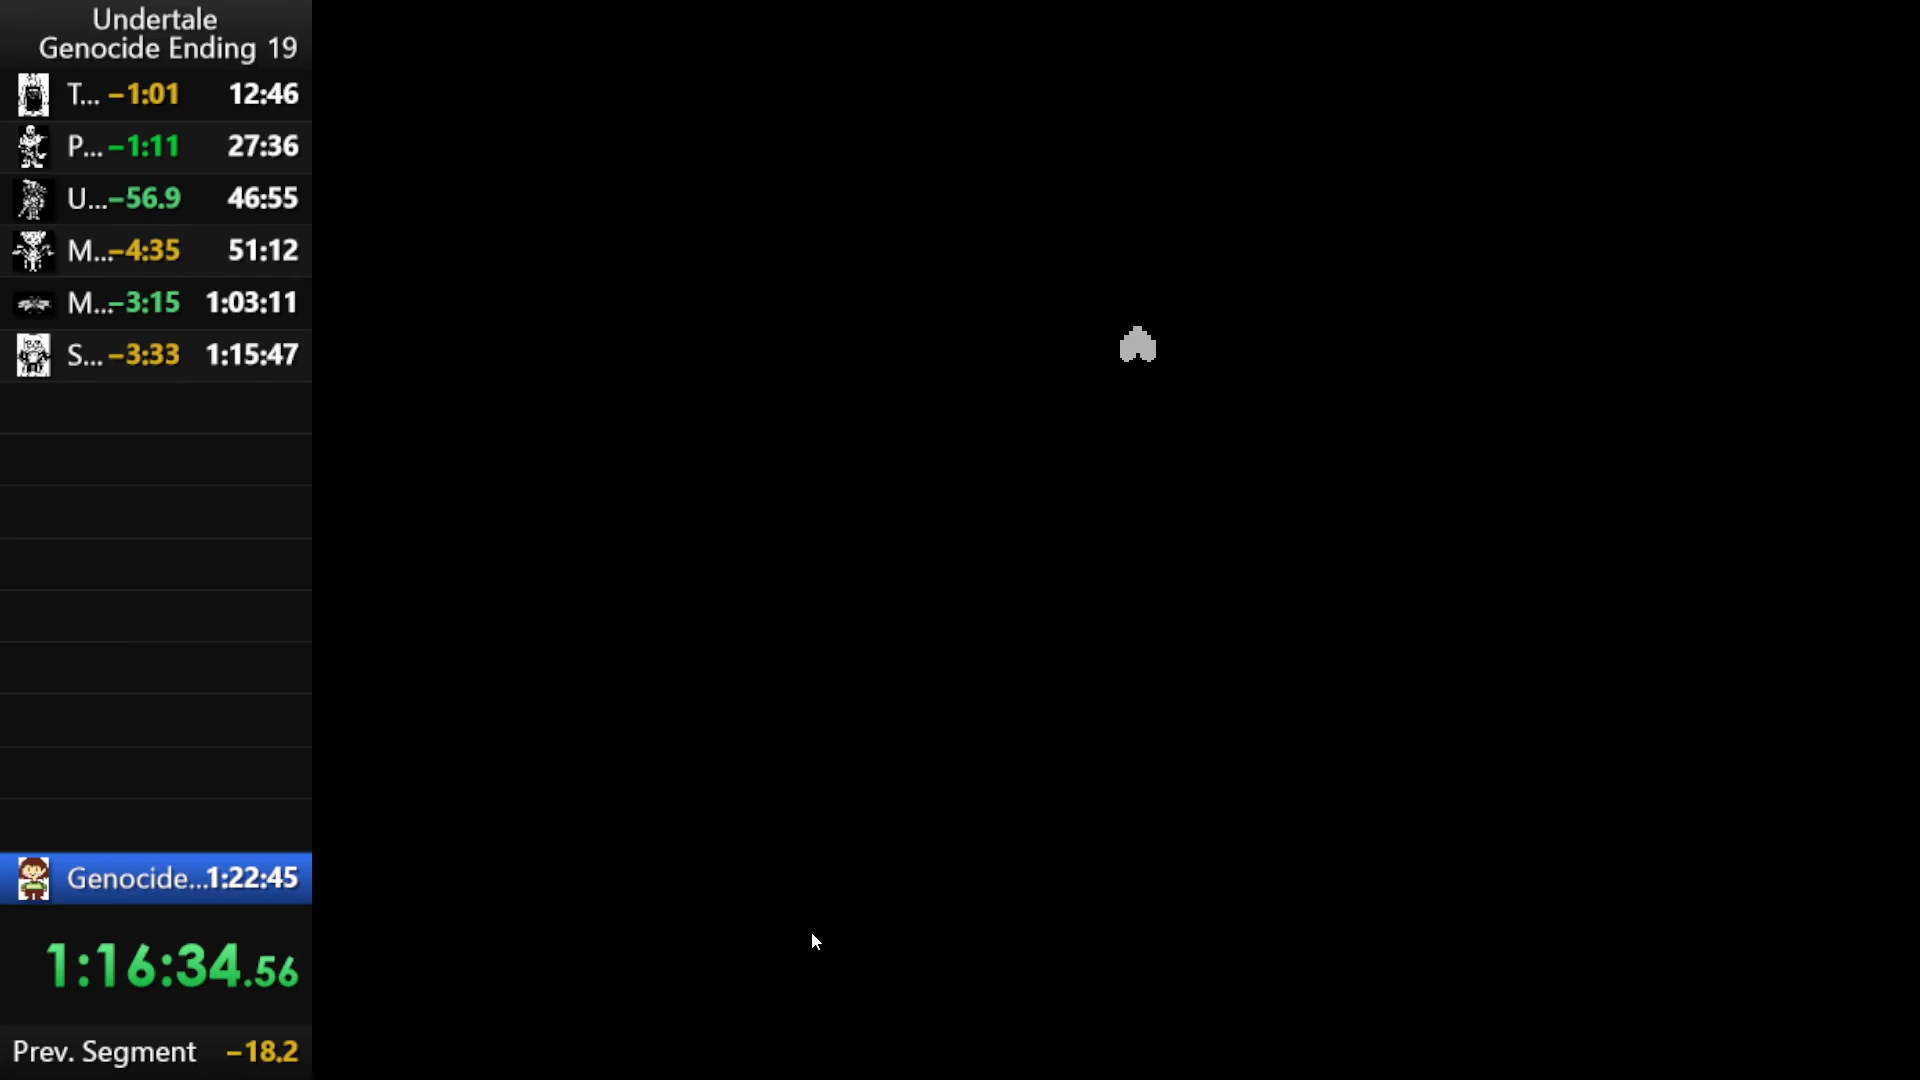 Undertale
Genocide Ending 19
T... −1:01 12:46
P... −1:11 27:36
U... −56.9 46:55
M... −4:35 51:12
M... −3:15 1:03:11
S... −3:33 1:15:47
Genocide... 1:22:45
1:16:34.56
Prev. Segment −18.2